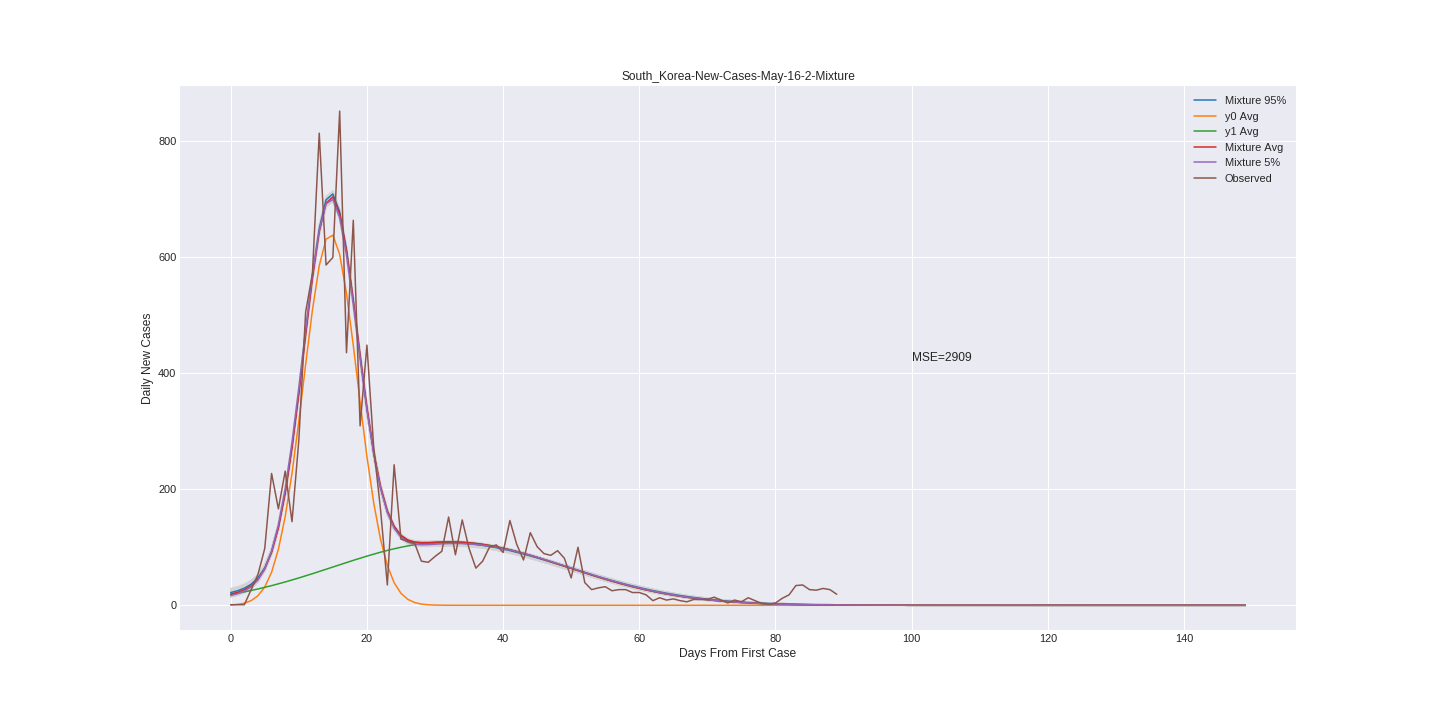 South_Korea-New-Cases-May-16-2-Mixture
Mixture 95%
y0 Avg
y1 Avg
Mixture Avg
Mixture 5%
Observed
800
600
400
200
0
Daily New Cases
MSE=2909
0 20 40 60 80 100 120 140
Days From First Case